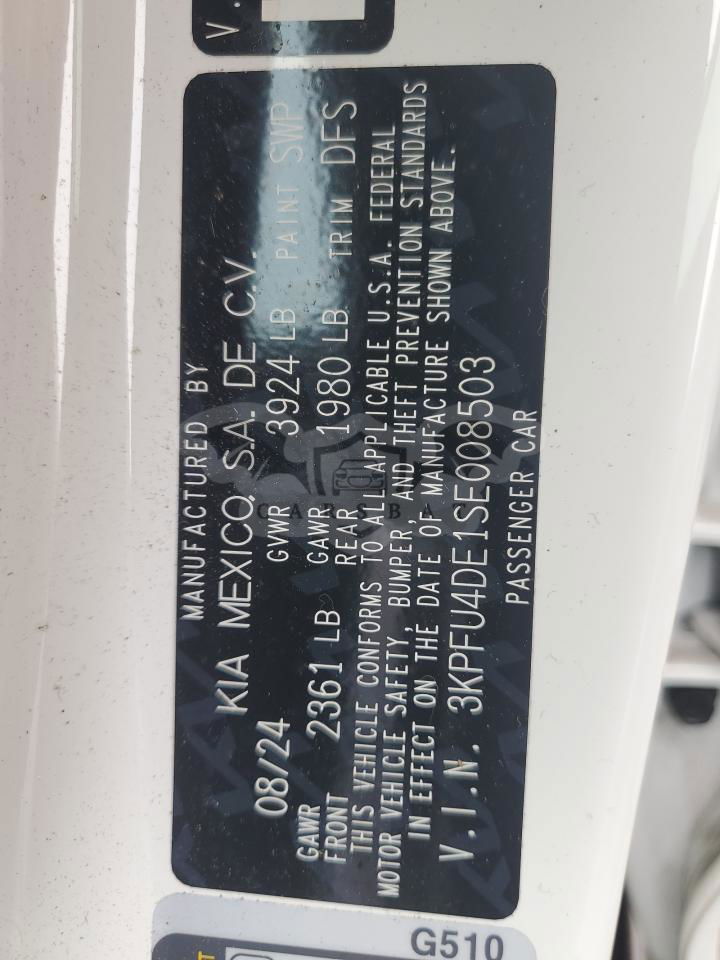 V.
MANUFACTURED BY
KIA MEXICO, S.A. DE C.V.
08/24 GVWR 3924 LB PAINT SWP
GAWR FRONT 2361 LB GAWR REAR 1980 LB TRIM DFS
THIS VEHICLE CONFORMS TO ALL APPLICABLE U.S.A. FEDERAL
MOTOR VEHICLE SAFETY, BUMPER, AND THEFT PREVENTION STANDARDS
IN EFFECT ON THE DATE OF MANUFACTURE SHOWN ABOVE.
V.I.N. 3KPFU4DE1SE008503
PASSENGER CAR
G510